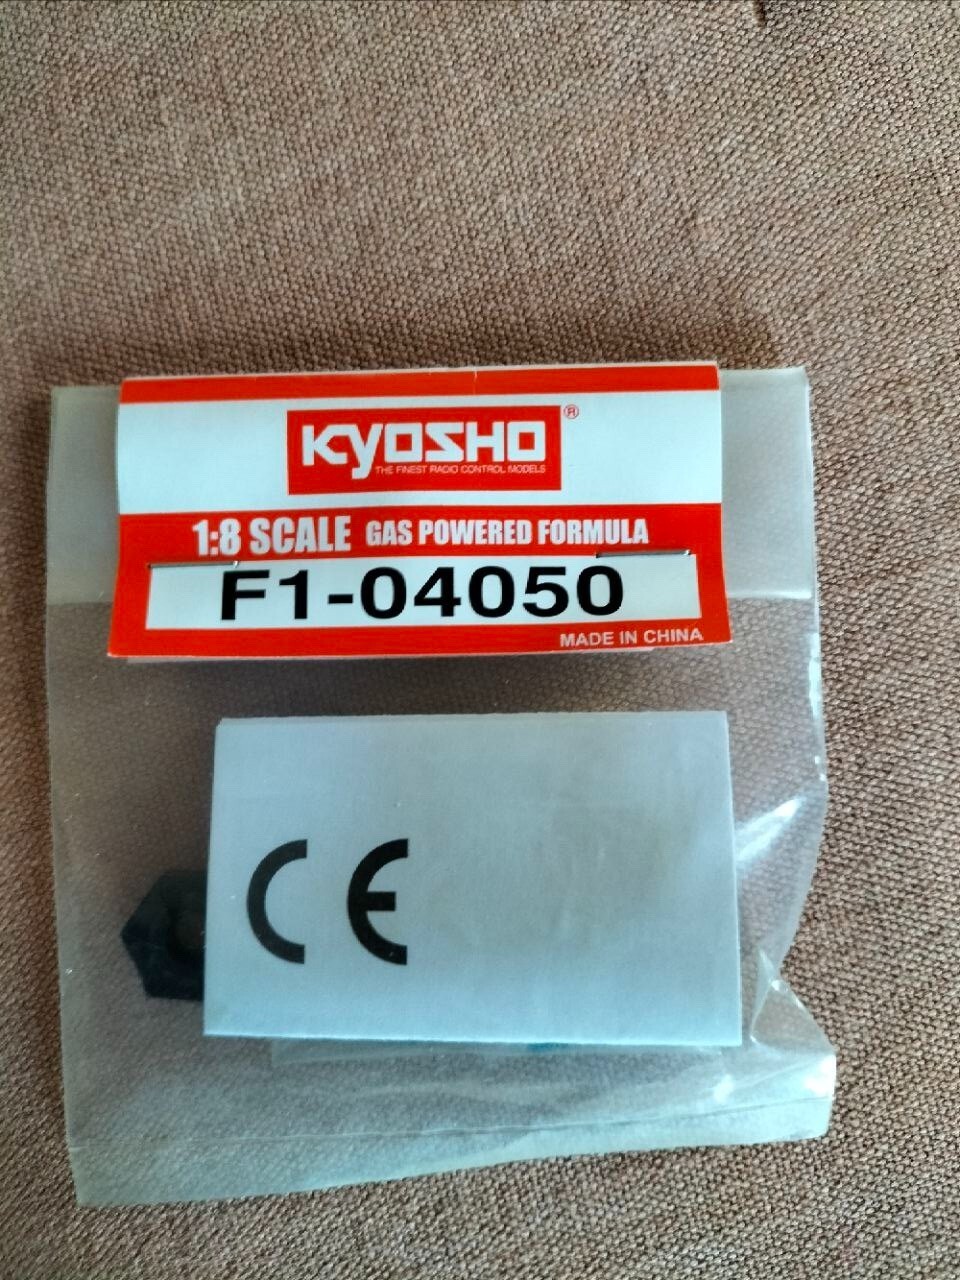 KYOSHO ®
THE FINEST RADIO CONTROL MODELS
1:8 SCALE GAS POWERED FORMULA
F1-04050
MADE IN CHINA
CE